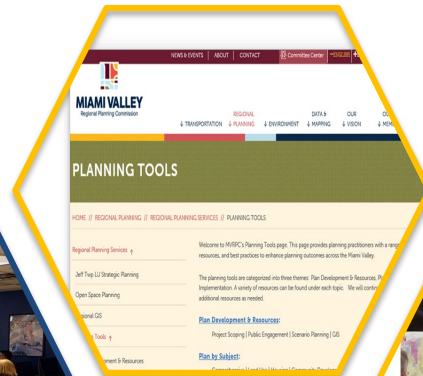 NEWS & EVENTS | ABOUT | CONTACT Committee Center ENGLISH
MIAMI VALLEY
Regional Planning Commission
REGIONAL DATA & OUR
↓ TRANSPORTATION ↓ PLANNING ↓ ENVIRONMENT ↓ MAPPING ↓ VISION
PLANNING TOOLS
HOME // REGIONAL PLANNING // REGIONAL PLANNING SERVICES // PLANNING TOOLS
Regional Planning Services ↑
Jeff Twp LU Strategic Planning
Open Space Planning
GIS
Tools ↑
& Resources
Welcome to MVRPC's Planning Tools page. This page provides planning practitioners with a
resources, and best practices to enhance planning outcomes across the Miami Valley.
The planning tools are categorized into three themes: Plan Development & Resources,
Implementation. A variety of resources can be found under each topic. We will
additional resources as needed.
Plan Development & Resources:
Project Scoping | Public Engagement | Scenario Planning | GIS
Plan by Subject: